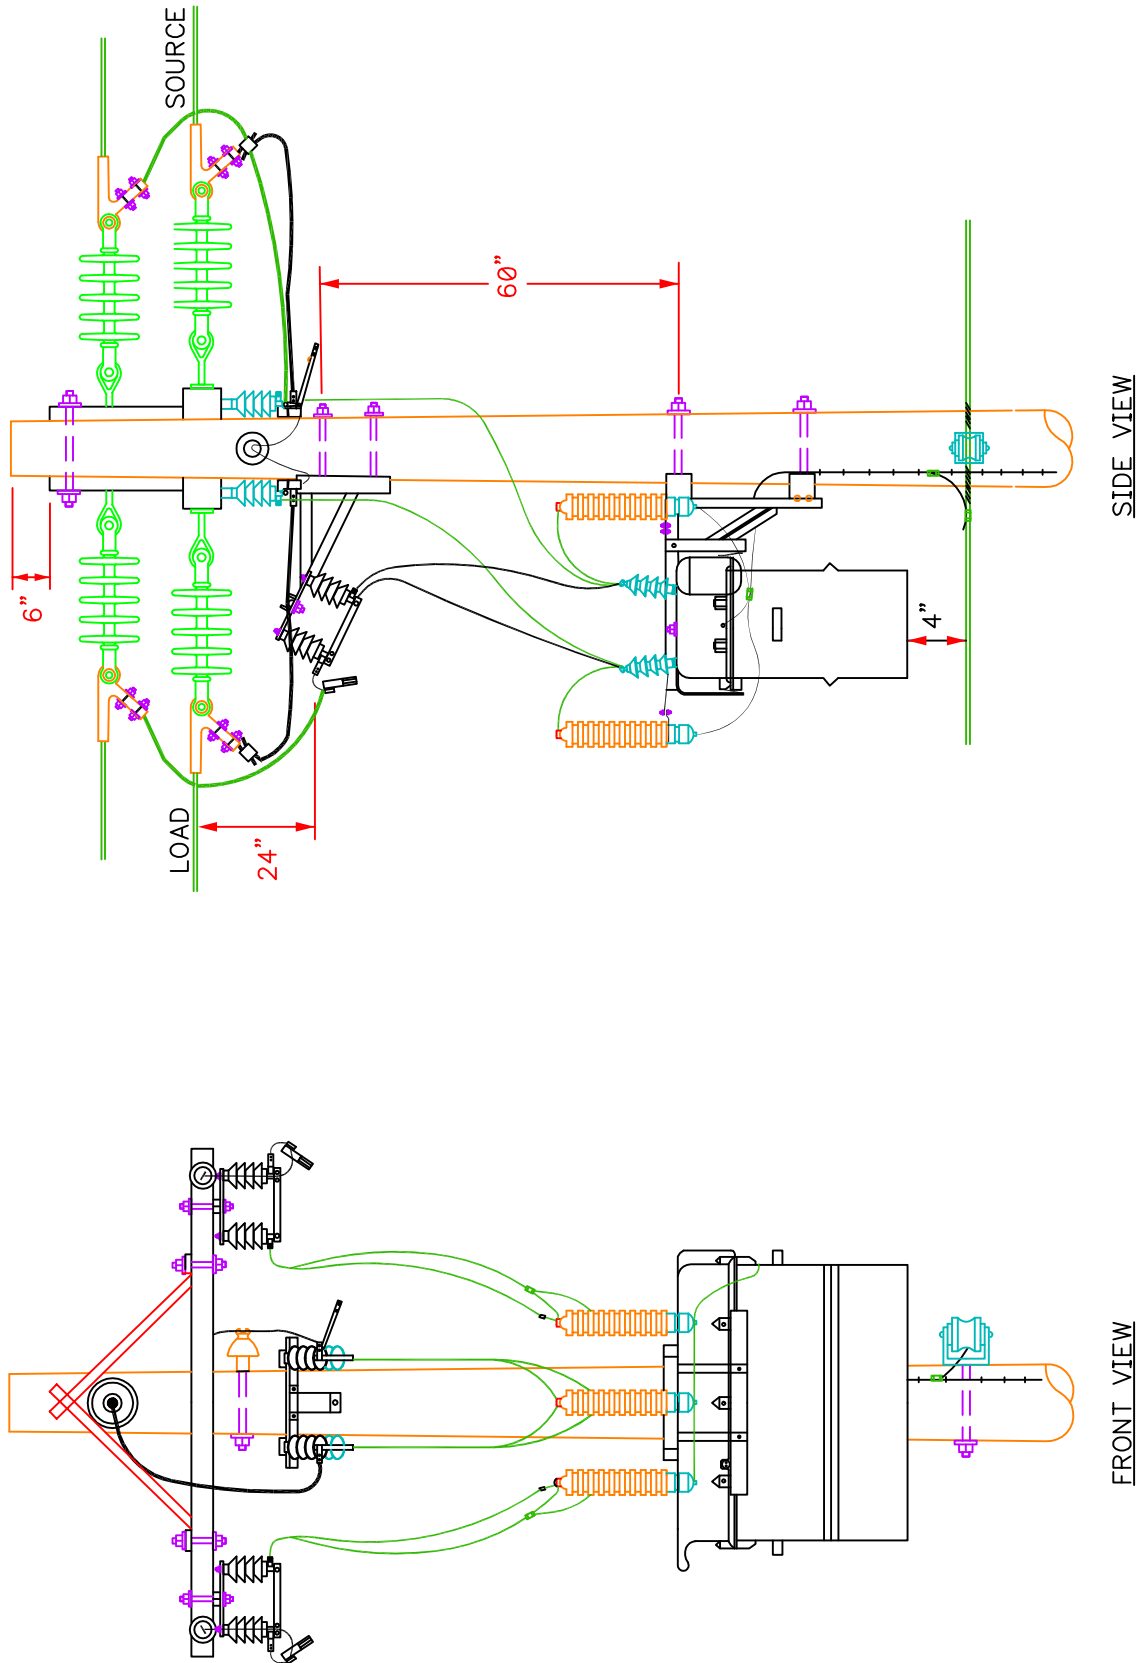 SOURCE
60”
6”
LOAD
24”
4”
SIDE VIEW
FRONT VIEW